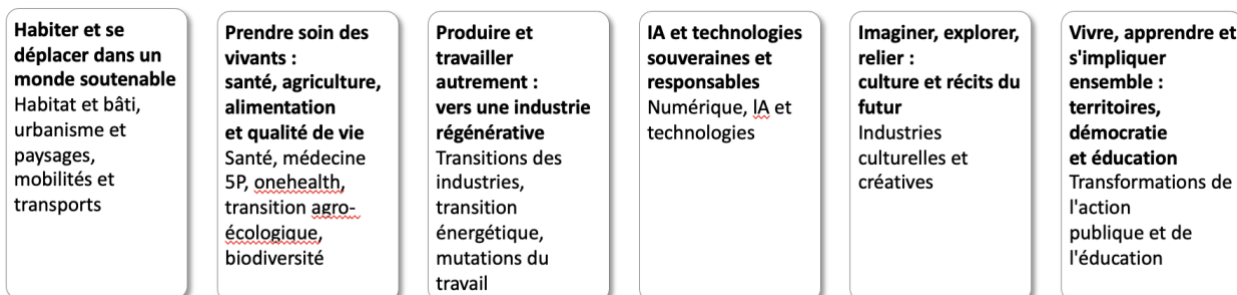 Habiter et se
déplacer dans un
monde soutenable
Habitat et bâti,
urbanisme et
paysages,
mobilités et
transports
Prendre soin des
vivants :
santé, agriculture,
alimentation
et qualité de vie
Santé, médecine
5P, onehealth,
transition agro-
écologique,
biodiversité
Produire et
travailler
autrement :
vers une industrie
régénérative
Transitions des
industries,
transition
énergétique,
mutations du
travail
IA et technologies
souveraines et
responsables
Numérique, IA et
technologies
Imaginer, explorer,
relier :
culture et récits du
futur
Industries
culturelles et
créatives
Vivre, apprendre et
s'impliquer
ensemble :
territoires,
démocratie
et éducation
Transformations de
l'action
publique et de
l'éducation